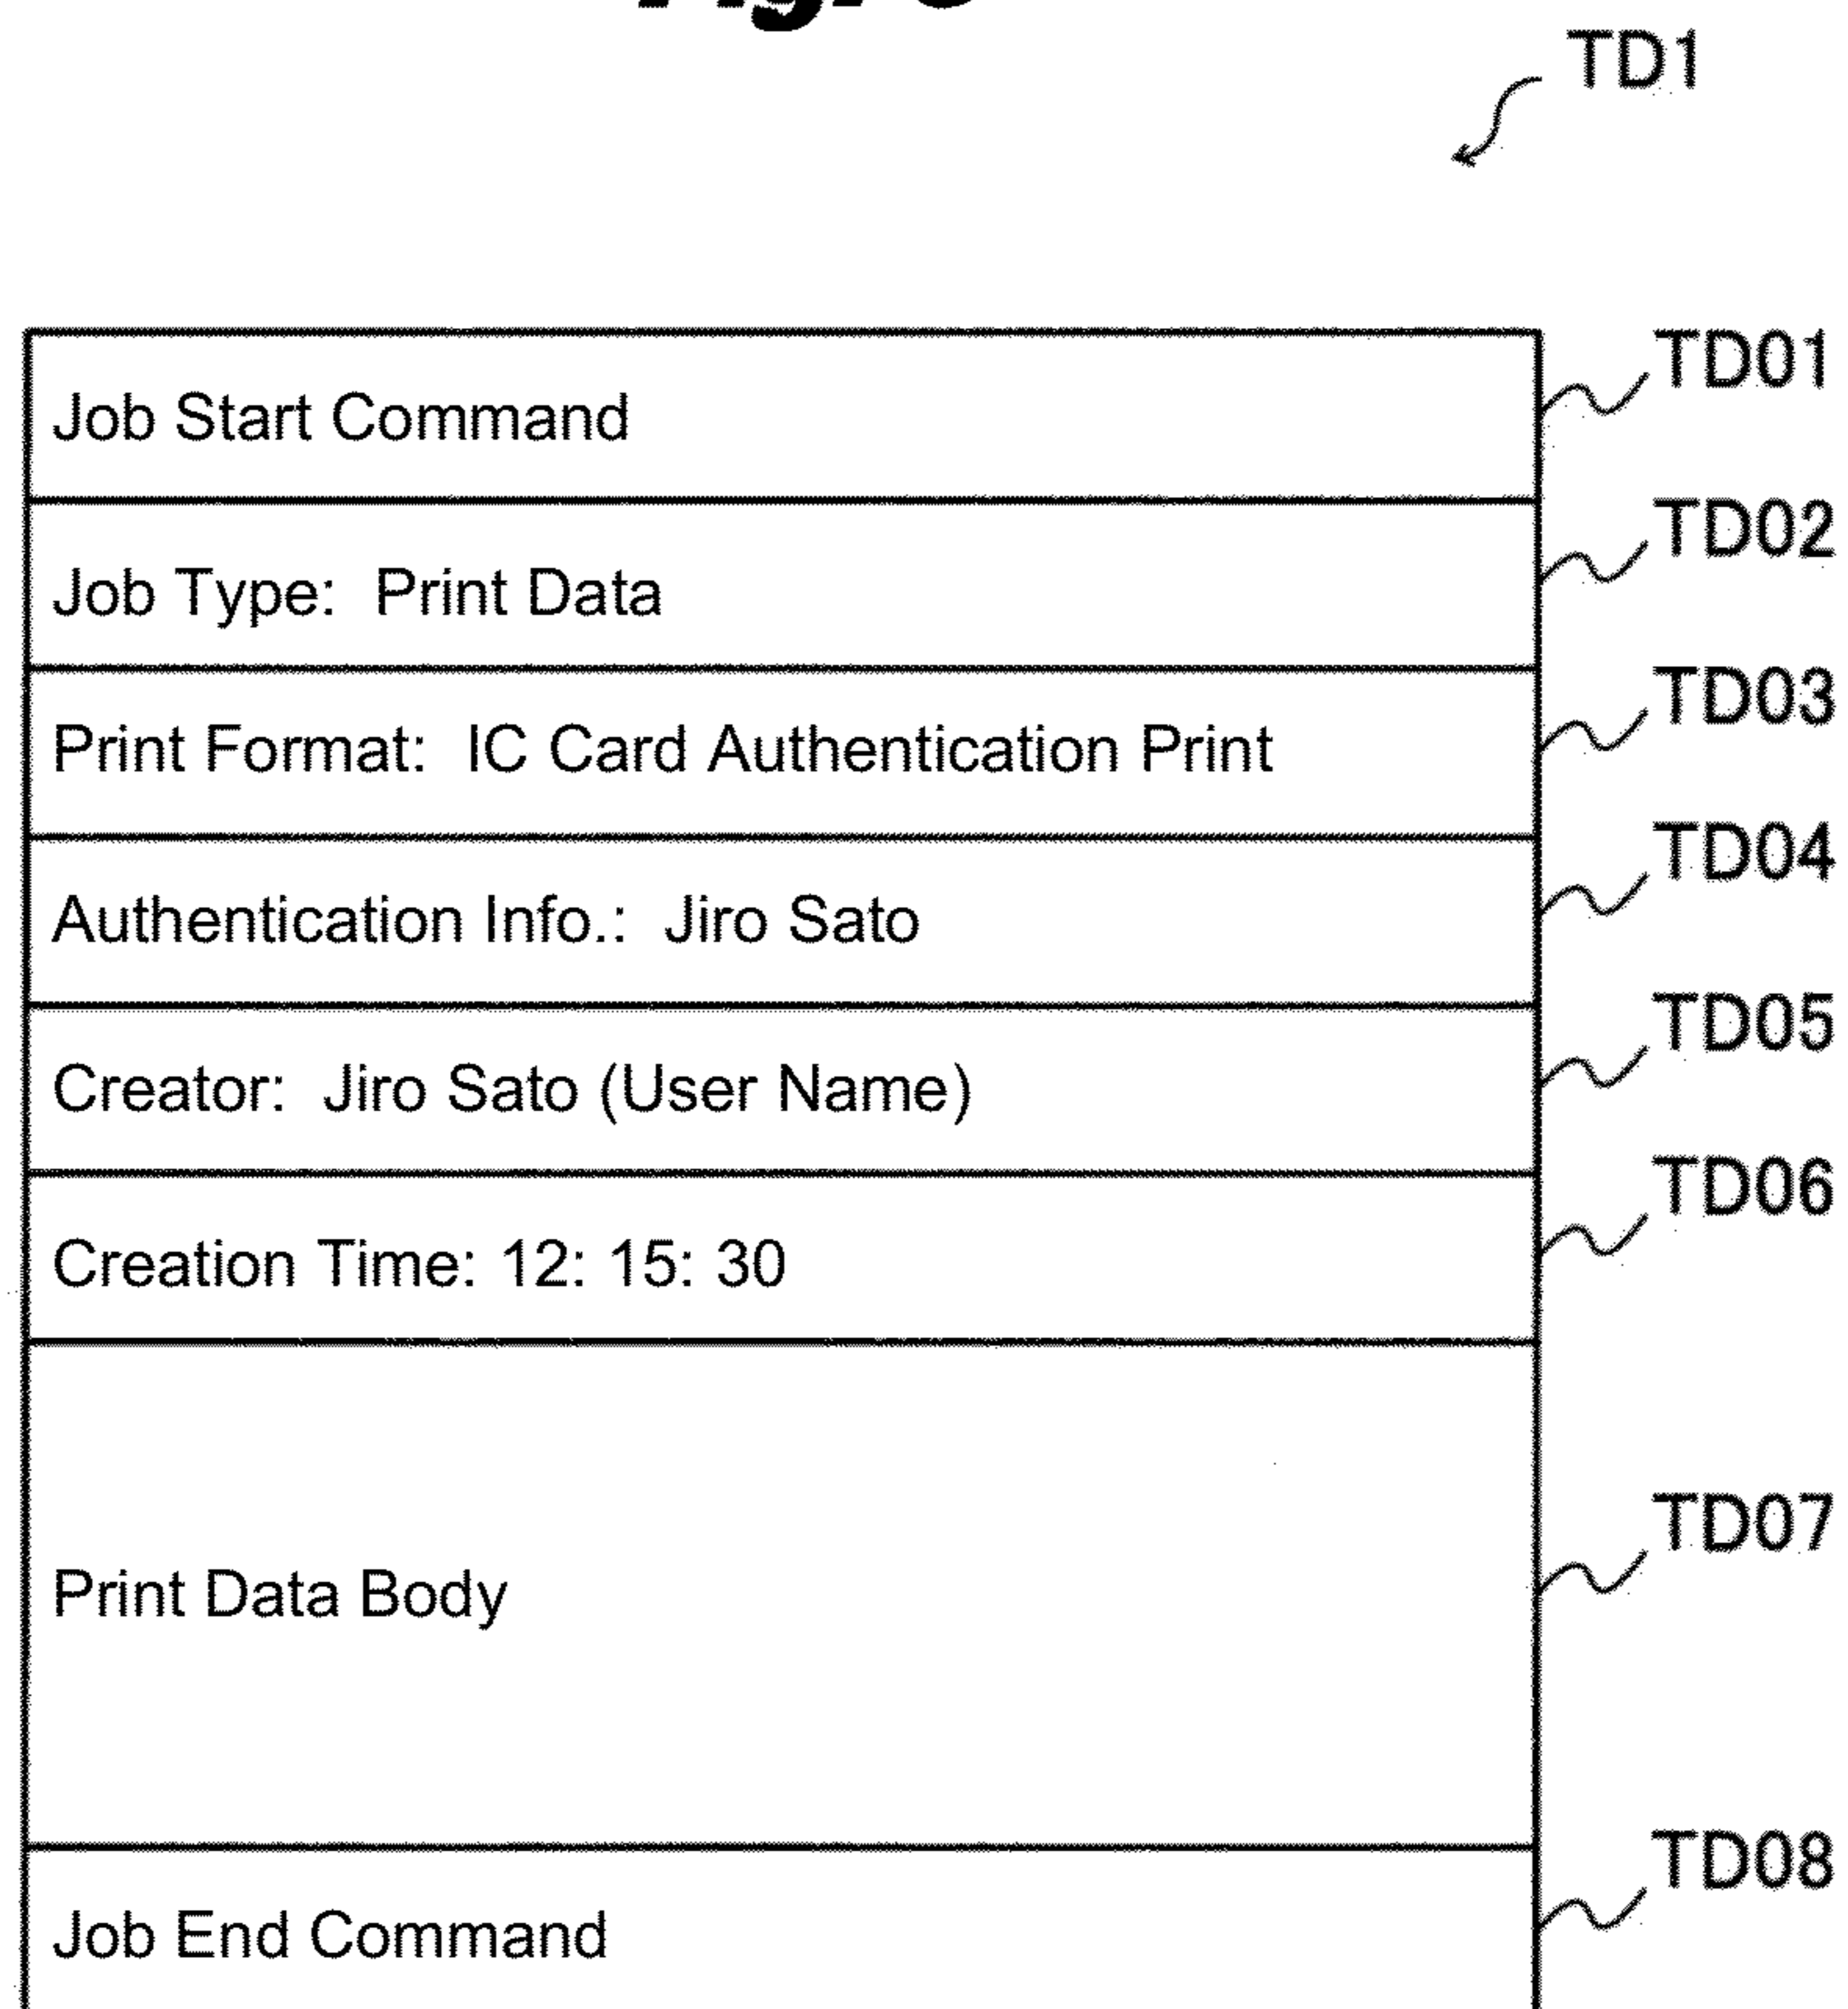 TD1
Job Start Command TD01
Job Type: Print Data TD02
Print Format: IC Card Authentication Print TD03
Authentication Info.: Jiro Sato TD04
Creator: Jiro Sato (User Name) TD05
Creation Time: 12: 15: 30 TD06
Print Data Body TD07
Job End Command TD08